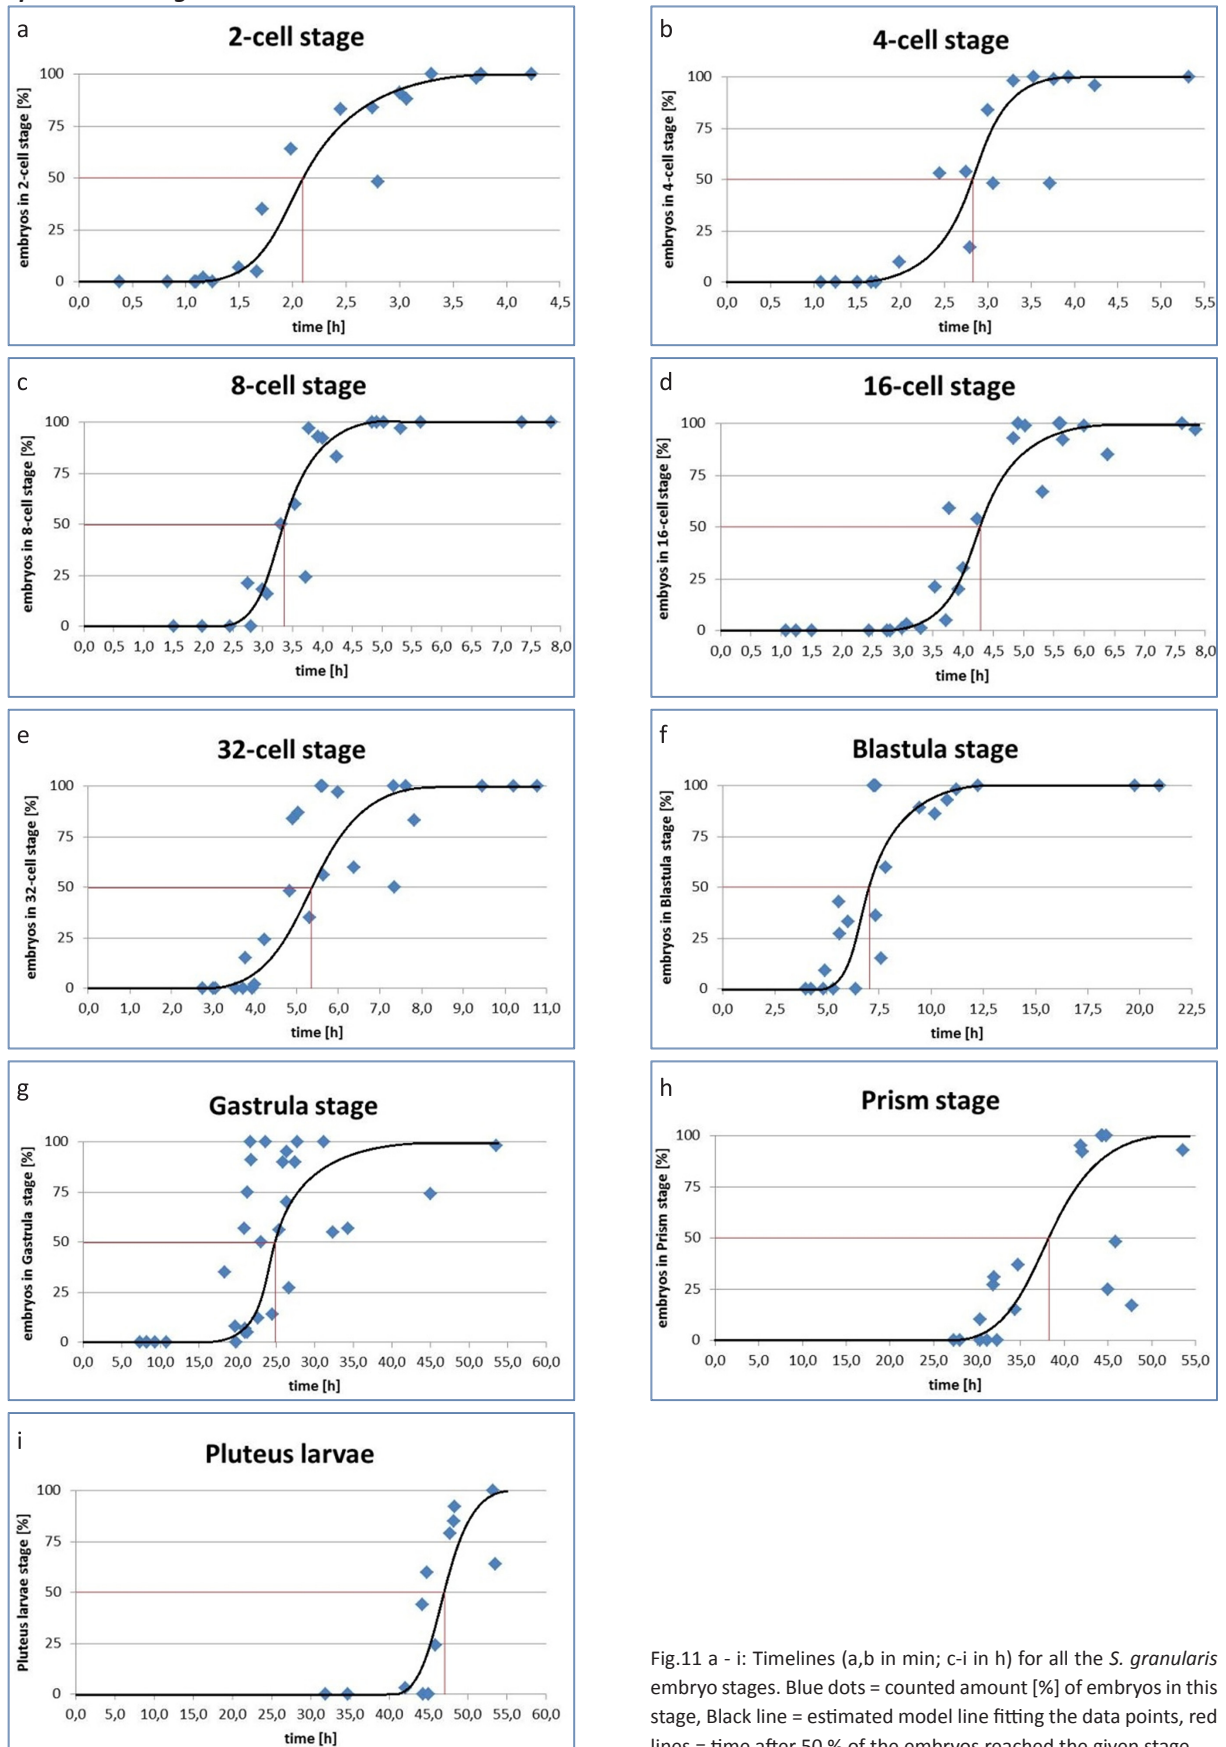 a
2-cell stage
embryos in 2-cell stage [%]
100
75
50
25
0
0,0 0,5 1,0 1,5 2,0 2,5 3,0 3,5 4,0 4,5
time [h]
b
4-cell stage
embryos in 4-cell stage [%]
100
75
50
25
0
0,0 0,5 1,0 1,5 2,0 2,5 3,0 3,5 4,0 4,5 5,0 5,5
time [h]
c
8-cell stage
embryos in 8-cell stage [%]
100
75
50
25
0
0,0 0,5 1,0 1,5 2,0 2,5 3,0 3,5 4,0 4,5 5,0 5,5 6,0 6,5 7,0 7,5 8,0
time [h]
d
16-cell stage
embyos in 16-cell stage [%]
100
75
50
25
0
0,0 0,5 1,0 1,5 2,0 2,5 3,0 3,5 4,0 4,5 5,0 5,5 6,0 6,5 7,0 7,5 8,0
time [h]
e
32-cell stage
embryos in 32-cell stage [%]
100
75
50
25
0
0,0 1,0 2,0 3,0 4,0 5,0 6,0 7,0 8,0 9,0 10,0 11,0
time [h]
f
Blastula stage
embryos in Blastula stage [%]
100
75
50
25
0
0,0 2,5 5,0 7,5 10,0 12,5 15,0 17,5 20,0 22,5
time [h]
g
Gastrula stage
embryos in Gastrula stage [%]
100
75
50
25
0
0,0 5,0 10,0 15,0 20,0 25,0 30,0 35,0 40,0 45,0 50,0 55,0 60,0
time [h]
h
Prism stage
embryos in Prism stage [%]
100
75
50
25
0
0,0 5,0 10,0 15,0 20,0 25,0 30,0 35,0 40,0 45,0 50,0 55,0
time [h]
i
Pluteus larvae
Pluteus larvae stage [%]
100
75
50
25
0
0,0 5,0 10,0 15,0 20,0 25,0 30,0 35,0 40,0 45,0 50,0 55,0 60,0
time [h]
Fig.11 a - i: Timelines (a,b in min; c-i in h) for all the S. granularis
embryo stages. Blue dots = counted amount [%] of embryos in this
stage, Black line = estimated model line fitting the data points, red
lines = time after 50 % of the embryos reached the given stage